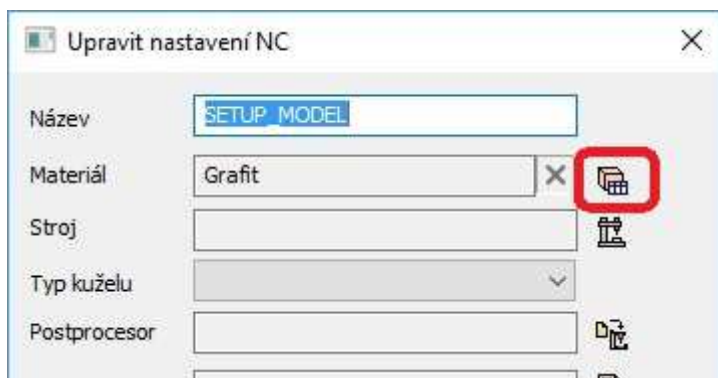 Upravit nastavení NC
Název SETUP_MODEL
Materiál Grafit
Stroj
Typ kuželu
Postprocesor